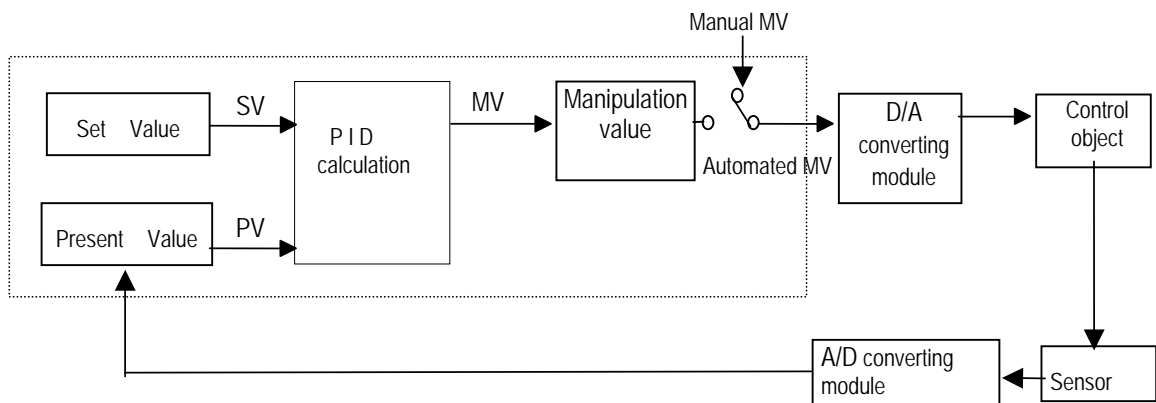 Manual MV
Set Value
SV
P I D
calculation
MV
Manipulation
value
Automated MV
D/A
converting
module
Control
object
Present Value
PV
A/D converting
module
Sensor